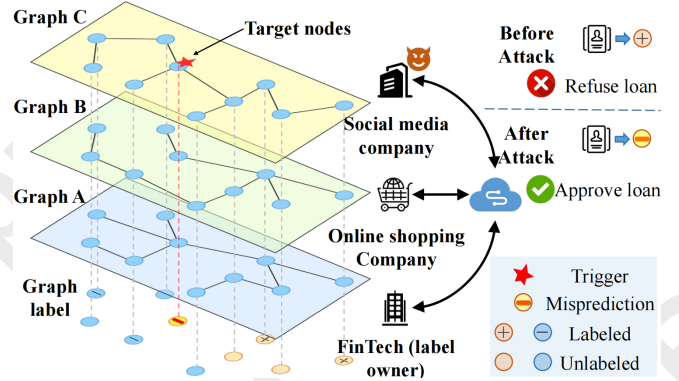 Graph C
Target nodes
Graph B
Graph A
Graph
label
Social media
company
Online shopping
Company
FinTech (label
owner)
Before
Attack
Refuse loan
After
Attack
Approve loan
Trigger
Misprediction
Labeled
Unlabeled